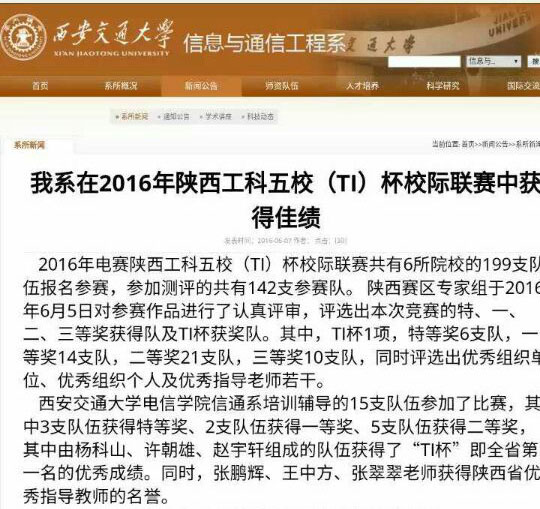 西安交通大学
XI'AN JIAOTONG UNIVERSITY
信息与通信工程系
交通大学
信息与..
搜
首页 系所概况 新闻公告 师资队伍 人才培养 科学研究 国际交流
系所新闻 通知公告 学术讲座 科技动态
系所新闻
当前位置: 首页>>新闻公告>>系所新闻
我系在2016年陕西工科五校（TI）杯校际联赛中获
得佳绩
发表时间：2016-06-07 作者： 点击：[30]
2016年电赛陕西工科五校（TI）杯校际联赛共有6所院校的199支队
伍报名参赛，参加测评的共有142支参赛队。 陕西赛区专家组于2016
年6月5日对参赛作品进行了认真评审，评选出本次竞赛的特、一、
二、三等奖获得队及TI杯获奖队。其中，TI杯1项，特等奖6支队，一
等奖14支队，二等奖21支队，三等奖10支队，同时评选出优秀组织单
位、优秀组织个人及优秀指导老师若干。
西安交通大学电信学院信通系培训辅导的15支队伍参加了比赛，其
中3支队伍获得特等奖、2支队伍获得一等奖、5支队伍获得二等奖，
其中由杨科山、许朝雄、赵宇轩组成的队伍获得了“TI杯”即全省第
一名的优秀成绩。同时，张鹏辉、王中方、张翠翠老师获得陕西省优
秀指导教师的名誉。